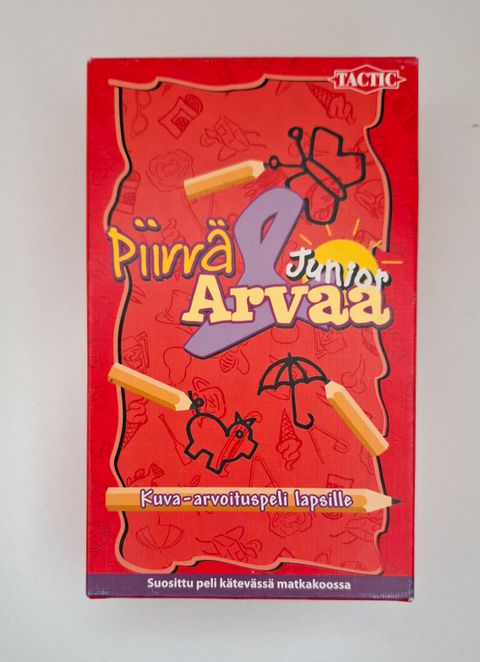 TACTIC®
Piirrä
&
Junior
Arvaa
Kuva-arvoituspeli lapsille
Suosittu peli kätevässä matkakoossa